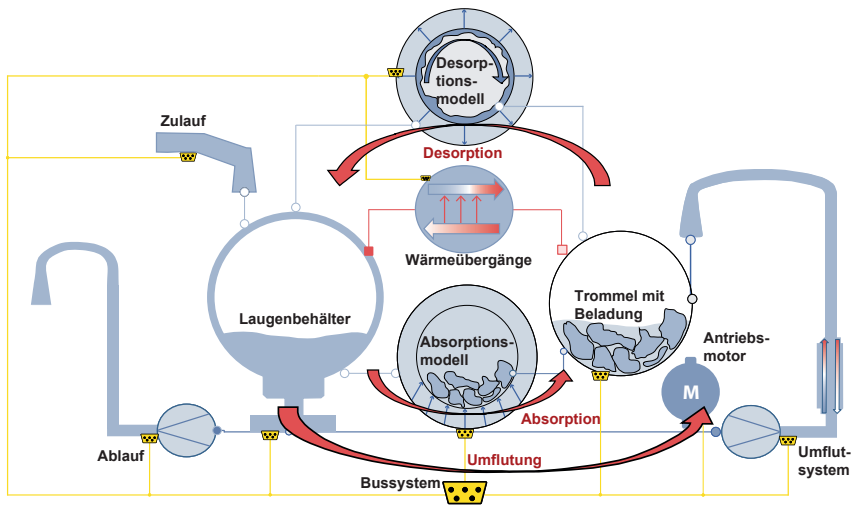 Desorp-
tions-
modell
Zulauf
Desorption
Wärmeübergänge
Laugenbehälter
Trommel mit
Beladung
Absorptions-
modell
Antriebs-
motor
M
Absorption
Ablauf
Umflutung
Umflut-
system
Bussystem